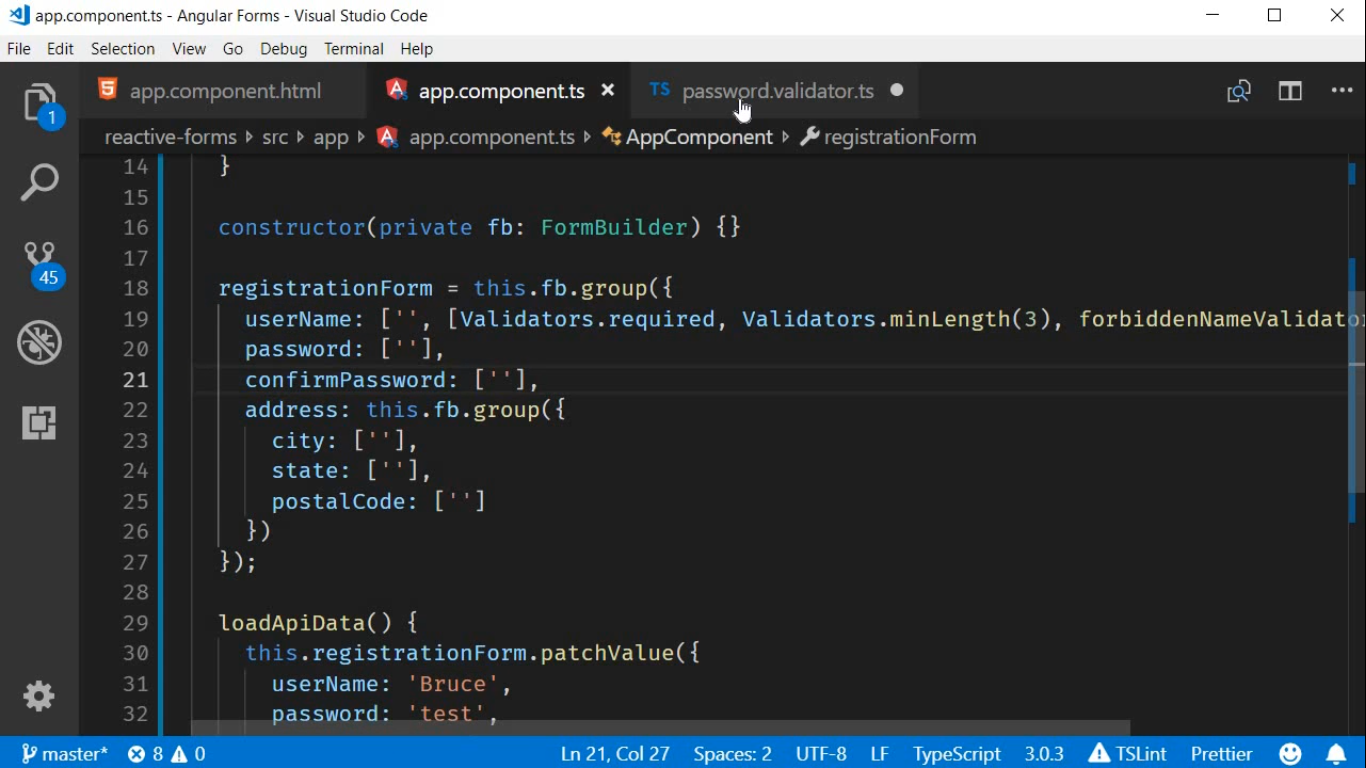 app.component.ts - Angular Forms - Visual Studio Code
File Edit Selection View Go Debug Terminal Help
app.component.html app.component.ts TS password.validator.ts
reactive-forms src app app.component.ts AppComponent registrationForm
1
45
14 }
15
16 constructor(private fb: FormBuilder) {}
17
18 registrationForm = this.fb.group({
19 userName: ['', [Validators.required, Validators.minLength(3), forbiddenNameValidato
20 password: [''],
21 confirmPassword: [''],
22 address: this.fb.group({
23 city: [''],
24 state: [''],
25 postalCode: ['']
26 })
27 });
28
29 loadApiData() {
30 this.registrationForm.patchValue({
31 userName: 'Bruce',
32 password: 'test',
master* 8 0 Ln 21, Col 27 Spaces: 2 UTF-8 LF TypeScript 3.0.3 TSLint Prettier